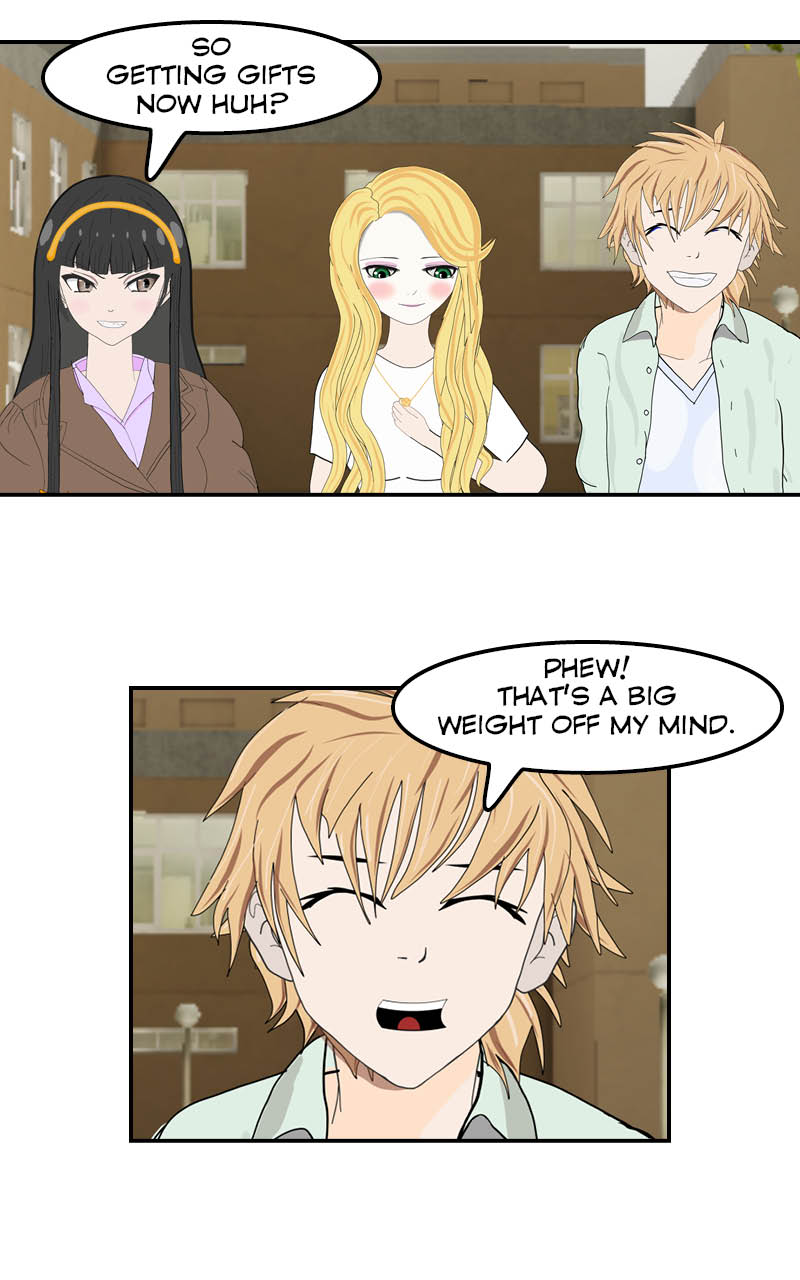 SO
GETTING GIFTS
NOW HUH?
PHEW!
THAT'S A BIG
WEIGHT OFF MY MIND.